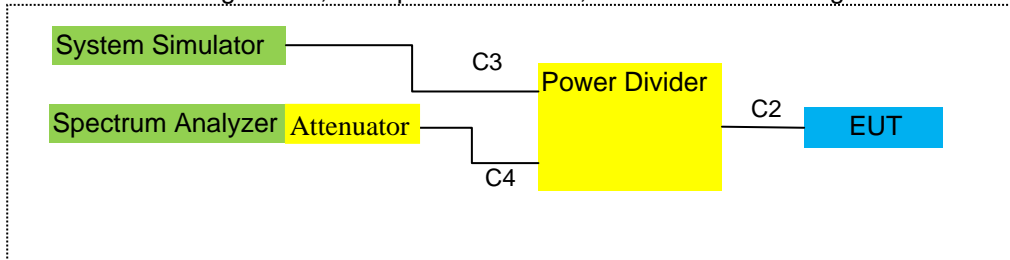 System Simulator
C3
Power Divider
C2
Spectrum Analyzer
Attenuator
EUT
C4